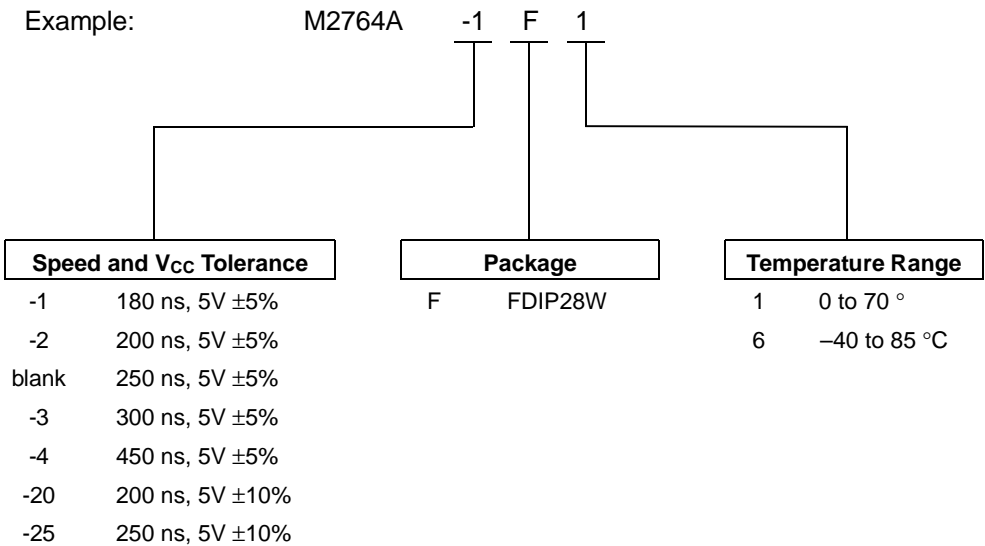 Example: M2764A -1 F 1
Speed and VCC Tolerance
-1 180 ns, 5V ±5%
-2 200 ns, 5V ±5%
blank 250 ns, 5V ±5%
-3 300 ns, 5V ±5%
-4 450 ns, 5V ±5%
-20 200 ns, 5V ±10%
-25 250 ns, 5V ±10%
Package
F FDIP28W
Temperature Range
1 0 to 70 °
6 –40 to 85 °C